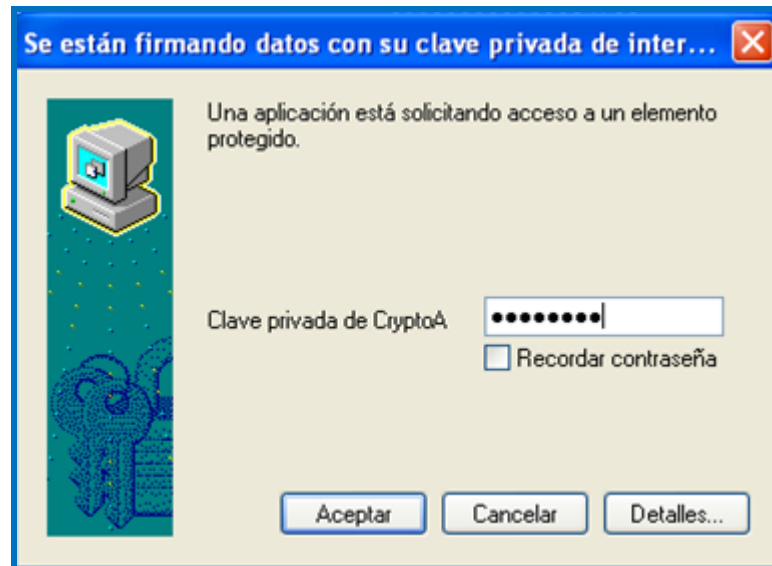 Se están firmando datos con su clave privada de inter...
Una aplicación está solicitando acceso a un elemento
protegido.
Clave privada de CryptoA
●●●●●●●●
Recordar contraseña
Aceptar
Cancelar
Detalles...